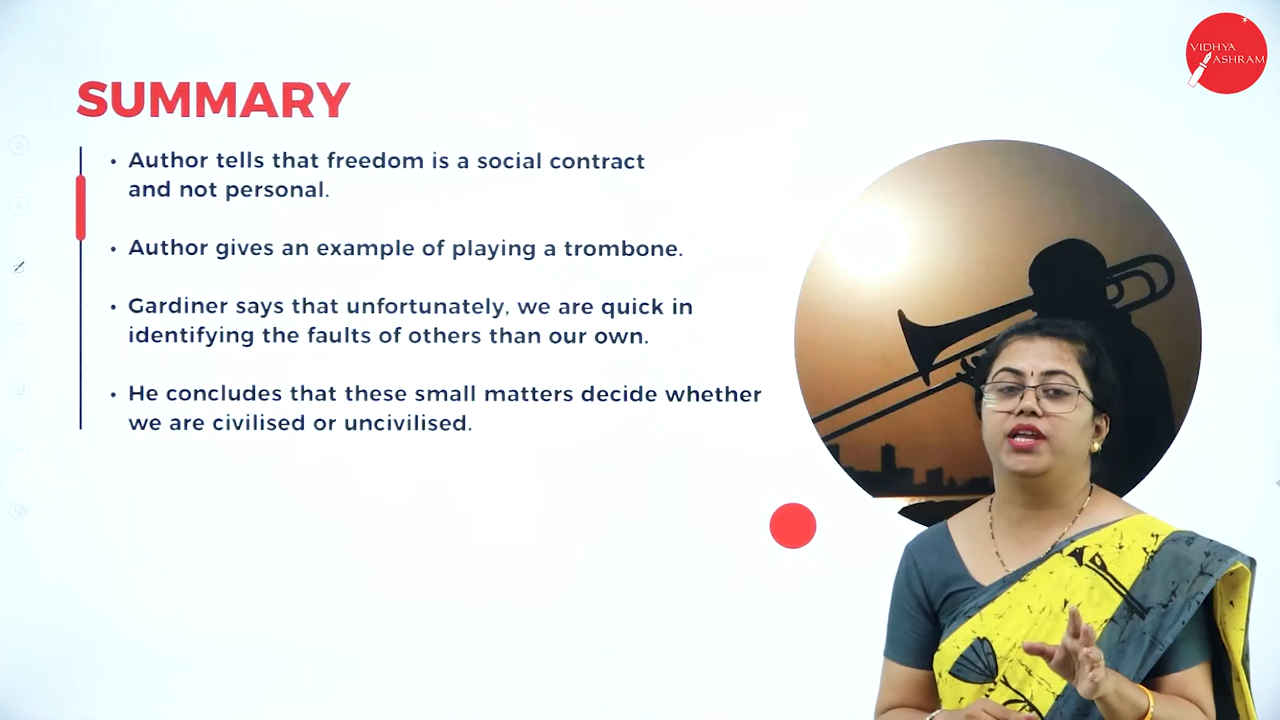 VIDHYA
ASHRAM
SUMMARY
• Author tells that freedom is a social contract
and not personal.
• Author gives an example of playing a trombone.
• Gardiner says that unfortunately, we are quick in
identifying the faults of others than our own.
• He concludes that these small matters decide whether
we are civilised or uncivilised.